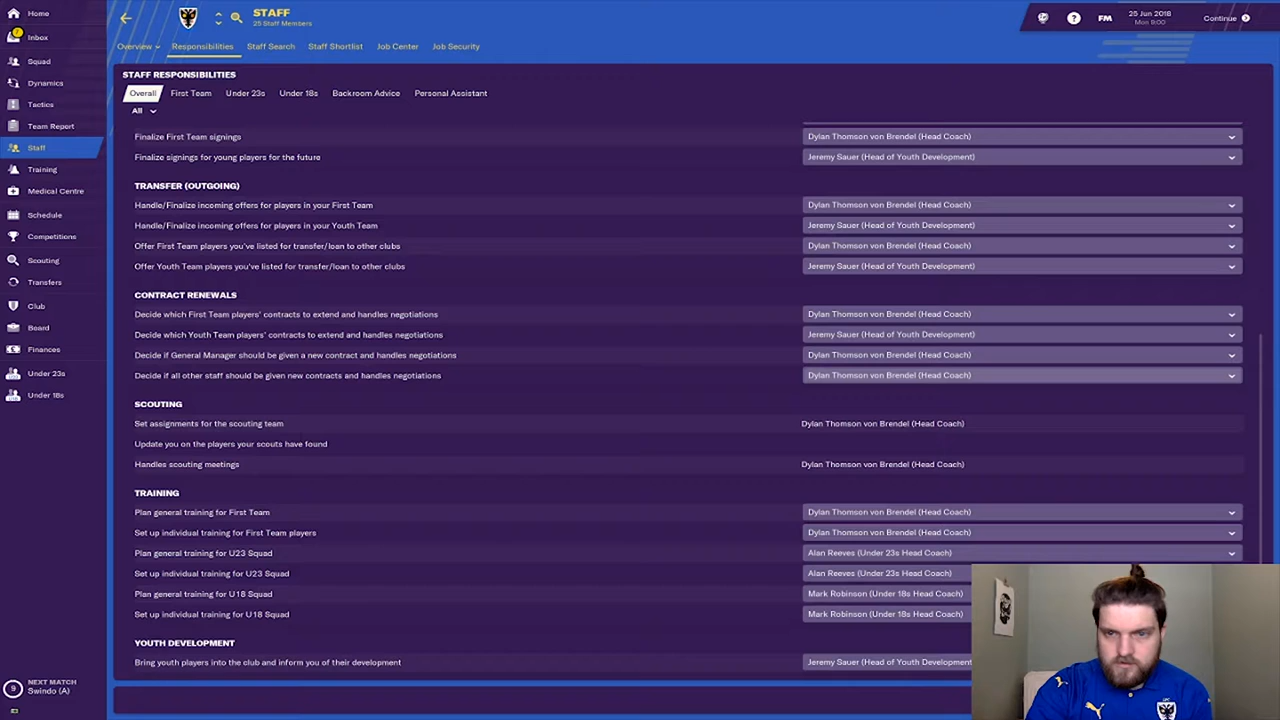 Home
Inbox
Squad
Dynamics
Tactics
Team Report
Staff
Training
Medical Centre
Schedule
Competitions
Scouting
Transfers
Club
Board
Finances
Under 23s
Under 18s
NEXT MATCH
Swindo (A)
STAFF
25 Staff Members
FM
25 Jun 2018
Mon 8:00
Continue
Overview
Responsibilities
Staff Search
Staff Shortlist
Job Center
Job Security
STAFF RESPONSIBILITIES
Overall
First Team
Under 23s
Under 18s
Backroom Advice
Personal Assistant
All
Finalize First Team signings Dylan Thomson von Brendel (Head Coach)
Finalize signings for young players for the future Jeremy Sauer (Head of Youth Development)
TRANSFER (OUTGOING)
Handle/Finalize incoming offers for players in your First Team Dylan Thomson von Brendel (Head Coach)
Handle/Finalize incoming offers for players in your Youth Team Jeremy Sauer (Head of Youth Development)
Offer First Team players you've listed for transfer/loan to other clubs Dylan Thomson von Brendel (Head Coach)
Offer Youth Team players you've listed for transfer/loan to other clubs Jeremy Sauer (Head of Youth Development)
CONTRACT RENEWALS
Decide which First Team players' contracts to extend and handles negotiations Dylan Thomson von Brendel (Head Coach)
Decide which Youth Team players' contracts to extend and handles negotiations Jeremy Sauer (Head of Youth Development)
Decide if General Manager should be given a new contract and handles negotiations Dylan Thomson von Brendel (Head Coach)
Decide if all other staff should be given new contracts and handles negotiations Dylan Thomson von Brendel (Head Coach)
SCOUTING
Set assignments for the scouting team Dylan Thomson von Brendel (Head Coach)
Update you on the players your scouts have found
Handles scouting meetings Dylan Thomson von Brendel (Head Coach)
TRAINING
Plan general training for First Team Dylan Thomson von Brendel (Head Coach)
Set up individual training for First Team players Dylan Thomson von Brendel (Head Coach)
Plan general training for U23 Squad Alan Reeves (Under 23s Head Coach)
Set up individual training for U23 Squad Alan Reeves (Under 23s Head Coach)
Plan general training for U18 Squad Mark Robinson (Under 18s Head Coach)
Set up individual training for U18 Squad Mark Robinson (Under 18s Head Coach)
YOUTH DEVELOPMENT
Bring youth players into the club and inform you of their development Jeremy Sauer (Head of Youth Development